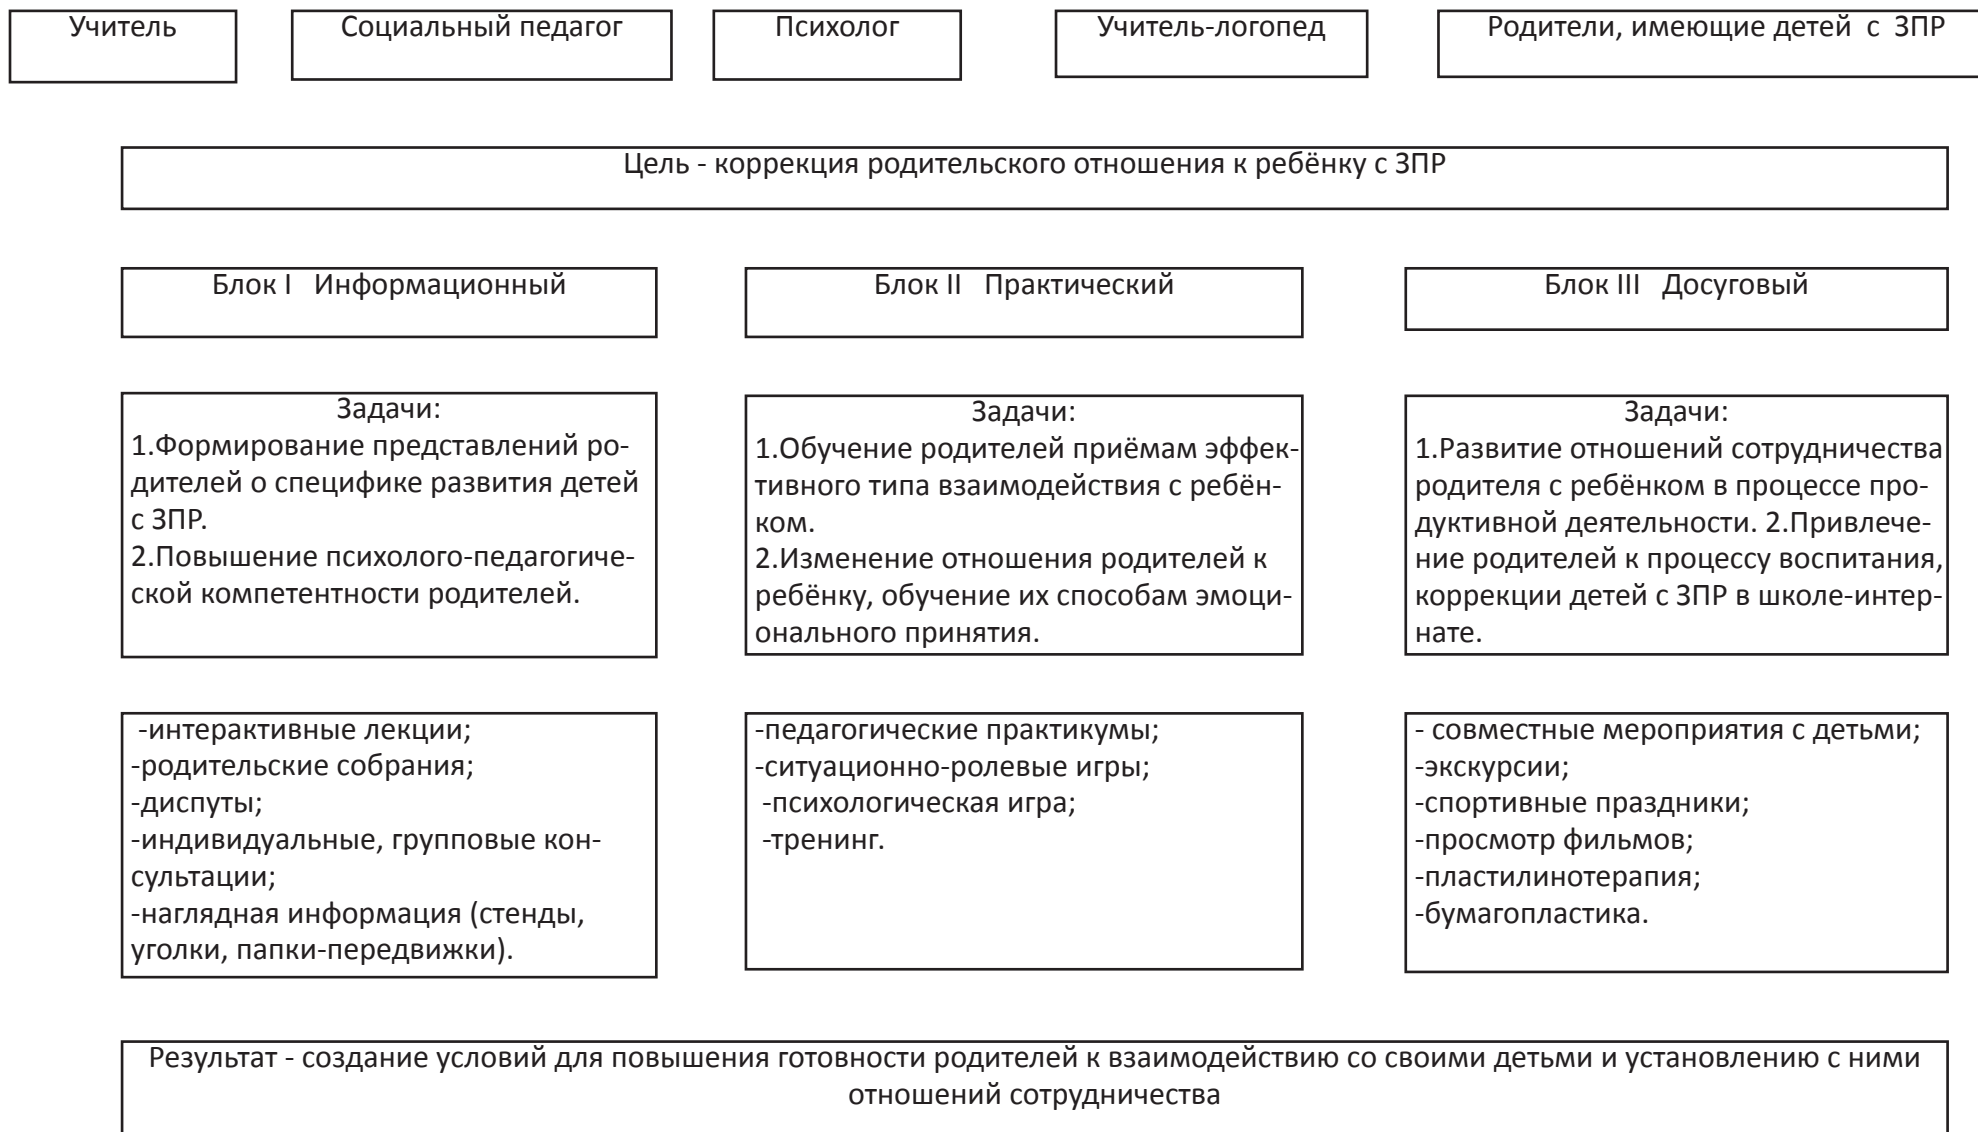 Учитель
Социальный педагог
Психолог
Учитель-логопед
Родители, имеющие детей с ЗПР
Цель - коррекция родительского отношения к ребёнку с ЗПР
Блок I Информационный
Блок II Практический
Блок III Досуговый
Задачи:
1.Формирование представлений ро-
дителей о специфике развития детей
с ЗПР.
2.Повышение психолого-педагогиче-
ской компетентности родителей.
Задачи:
1.Обучение родителей приёмам эффек-
тивного типа взаимодействия с ребён-
ком.
2.Изменение отношения родителей к
ребёнку, обучение их способам эмоци-
онального принятия.
Задачи:
1.Развитие отношений сотрудничества
родителя с ребёнком в процессе про-
дуктивной деятельности. 2.Привлече-
ние родителей к процессу воспитания,
коррекции детей с ЗПР в школе-интер-
нате.
-интерактивные лекции;
-родительские собрания;
-диспуты;
-индивидуальные, групповые кон-
сультации;
-наглядная информация (стенды,
уголки, папки-передвижки).
-педагогические практикумы;
-ситуационно-ролевые игры;
-психологическая игра;
-тренинг.
- совместные мероприятия с детьми;
-экскурсии;
-спортивные праздники;
-просмотр фильмов;
-пластилинотерапия;
-бумагопластика.
Результат - создание условий для повышения готовности родителей к взаимодействию со своими детьми и установлению с ними
отношений сотрудничества